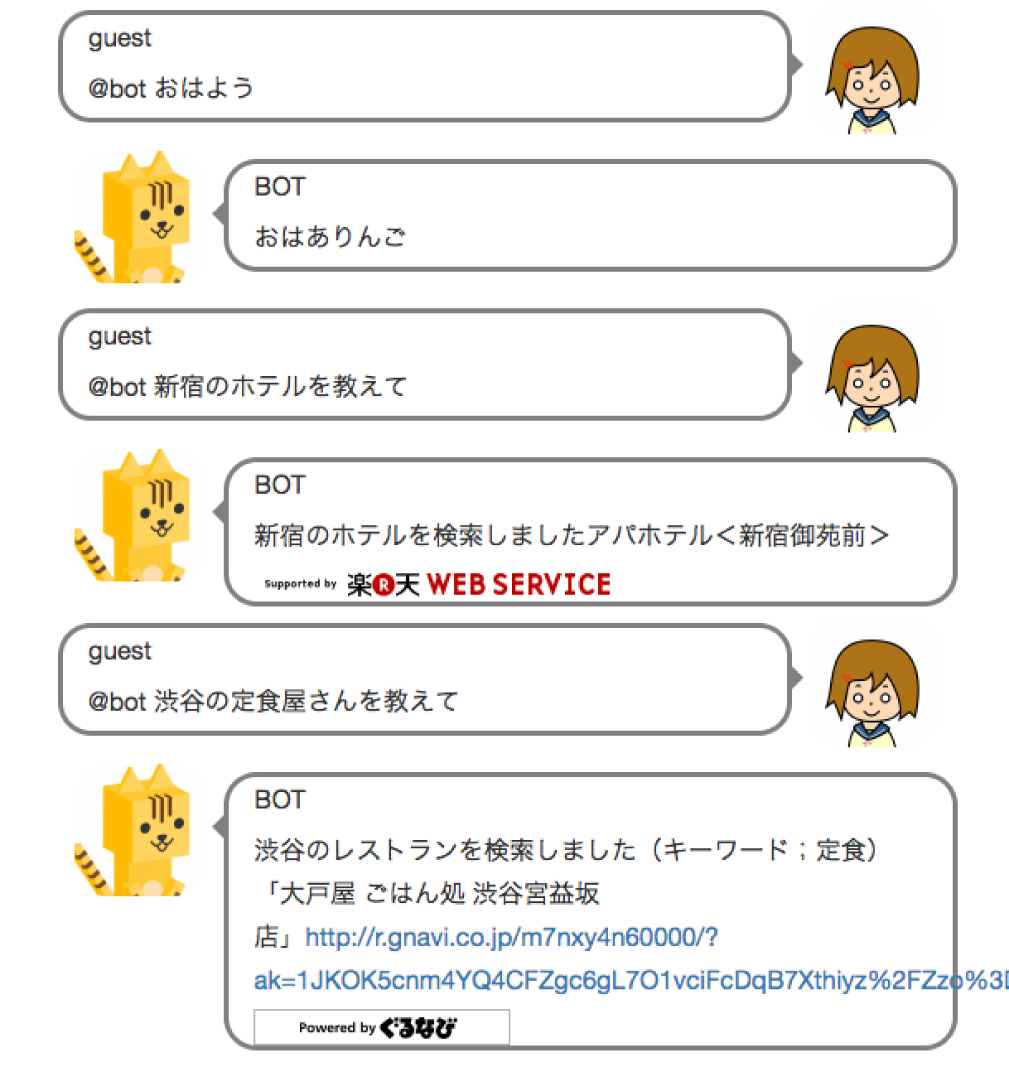 guest
@bot おはよう
BOT
おはありんご
guest
@bot 新宿のホテルを教えて
BOT
新宿のホテルを検索しましたアパホテル＜新宿御苑前＞
Supported by 楽R天 WEB SERVICE
guest
@bot 渋谷の定食屋さんを教えて
BOT
渋谷のレストランを検索しました（キーワード；定食）
「大戸屋 ごはん処 渋谷宮益坂
店」http://r.gnavi.co.jp/m7nxy4n60000/?
ak=1JKOK5cnm4YQ4CFZgc6gL7O1vciFcDqB7Xthiyz%2FZzo%3D
Powered by ぐるなび